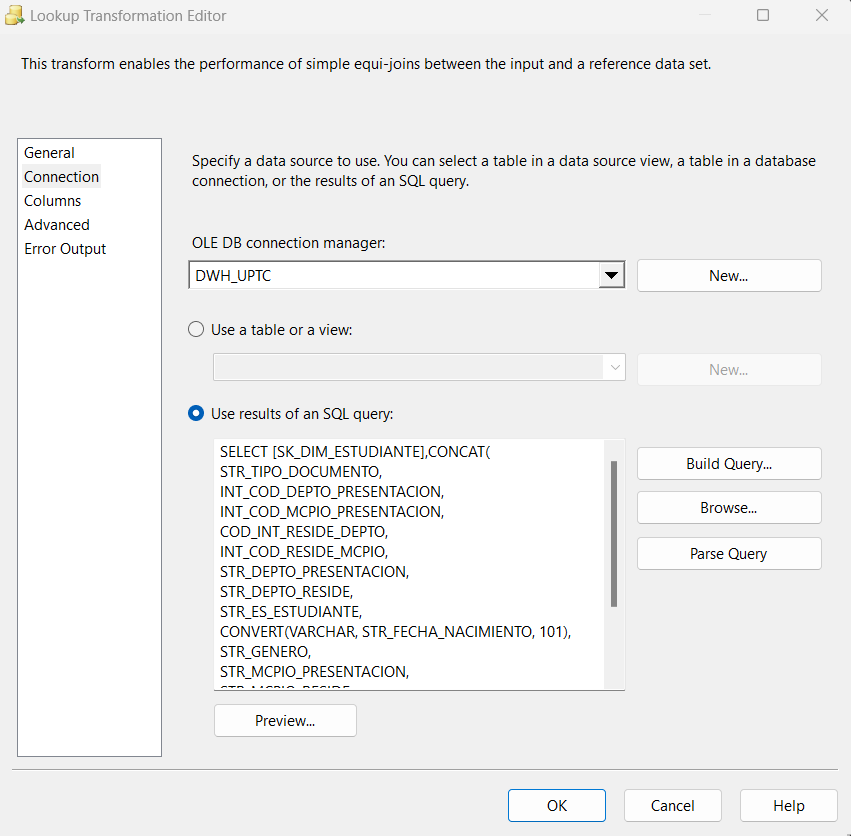 Lookup Transformation Editor
This transform enables the performance of simple equi-joins between the input and a reference data set.
General
Connection
Columns
Advanced
Error Output
Specify a data source to use. You can select a table in a data source view, a table in a database
connection, or the results of an SQL query.
OLE DB connection manager:
DWH_UPTC
New...
Use a table or a view:
New...
Use results of an SQL query:
SELECT [SK_DIM_ESTUDIANTE],CONCAT(
STR_TIPO_DOCUMENTO,
INT_COD_DEPTO_PRESENTACION,
INT_COD_MCPIO_PRESENTACION,
COD_INT_RESIDE_DEPTO,
INT_COD_RESIDE_MCPIO,
STR_DEPTO_PRESENTACION,
STR_DEPTO_RESIDE,
STR_ES_ESTUDIANTE,
CONVERT(VARCHAR, STR_FECHA_NACIMIENTO, 101),
STR_GENERO,
STR_MCPIO_PRESENTACION,
Build Query...
Browse...
Parse Query
Preview...
OK
Cancel
Help